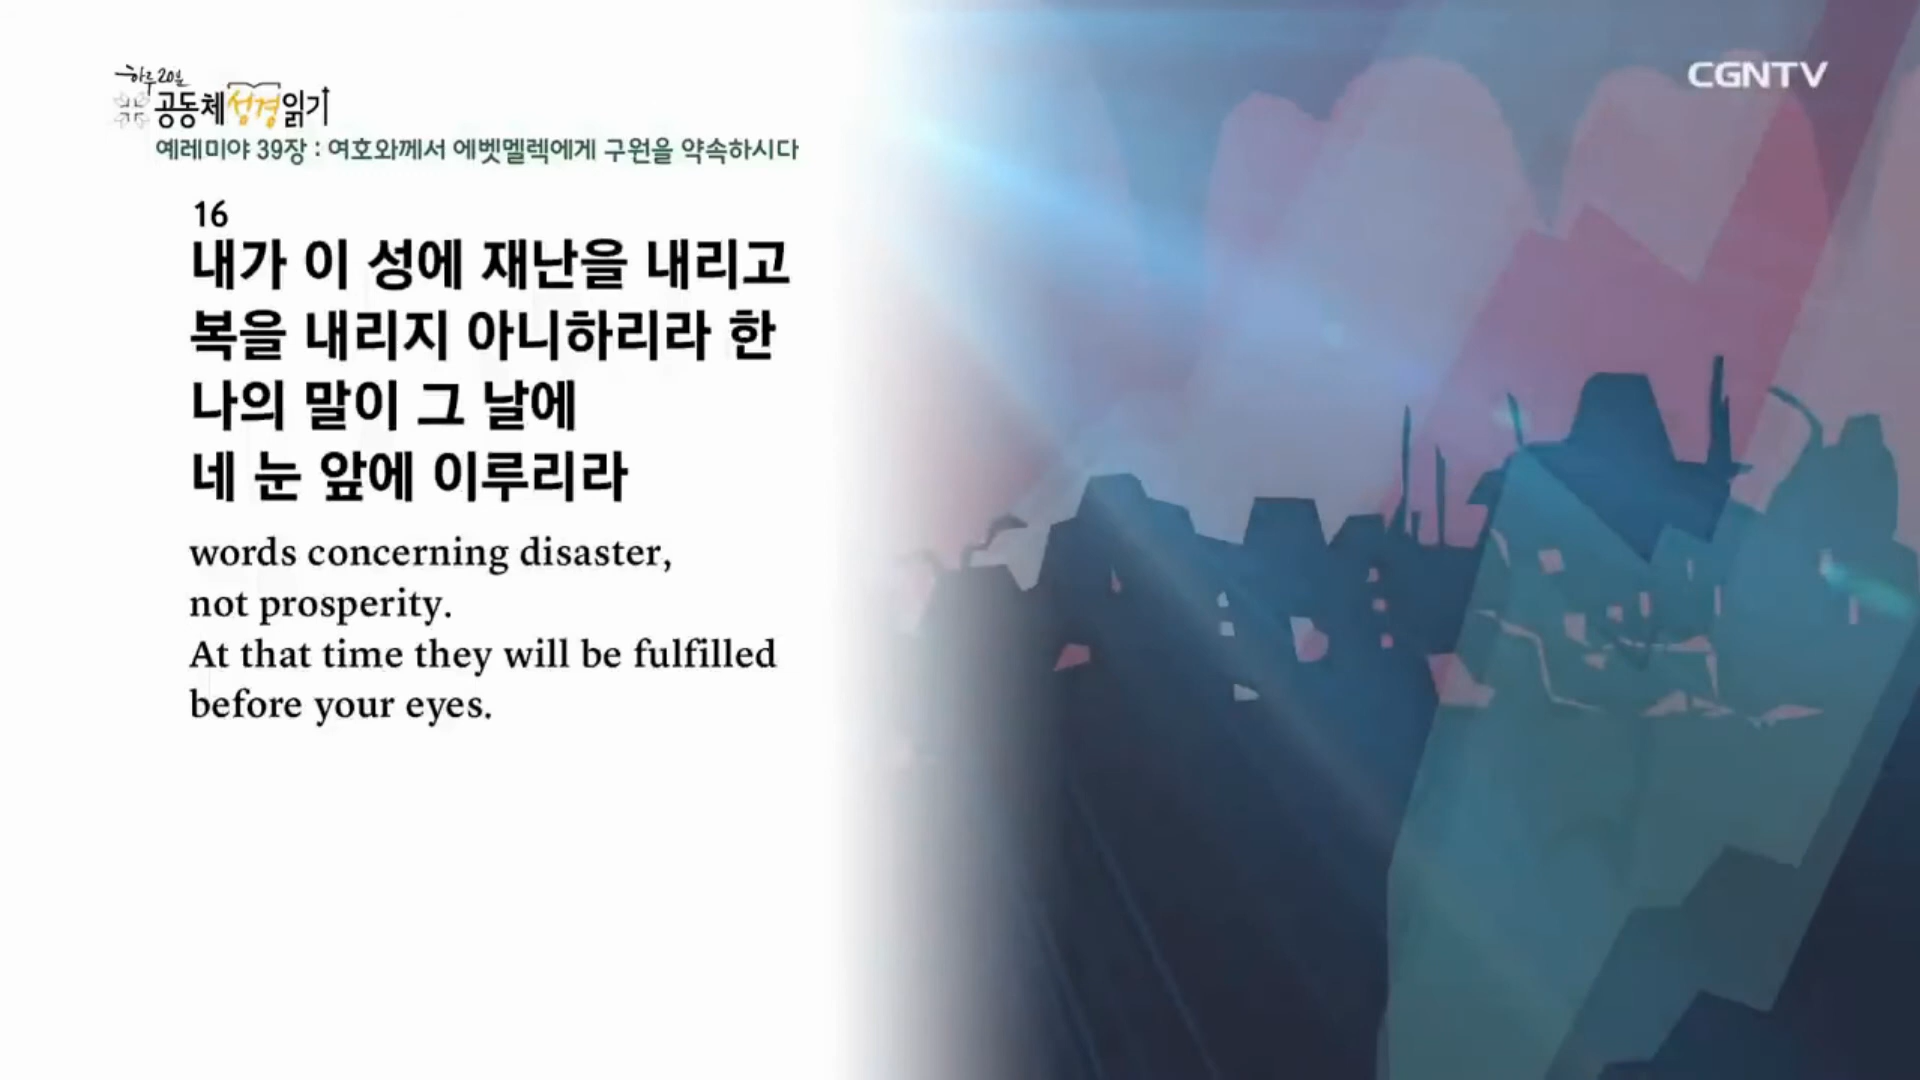 하루 20분
공동체성경읽기
CGNTV
예레미야 39장 : 여호와께서 에벳멜렉에게 구원을 약속하시다
16
내가 이 성에 재난을 내리고
복을 내리지 아니하리라 한
나의 말이 그 날에
네 눈 앞에 이루리라
words concerning disaster,
not prosperity.
At that time they will be fulfilled
before your eyes.